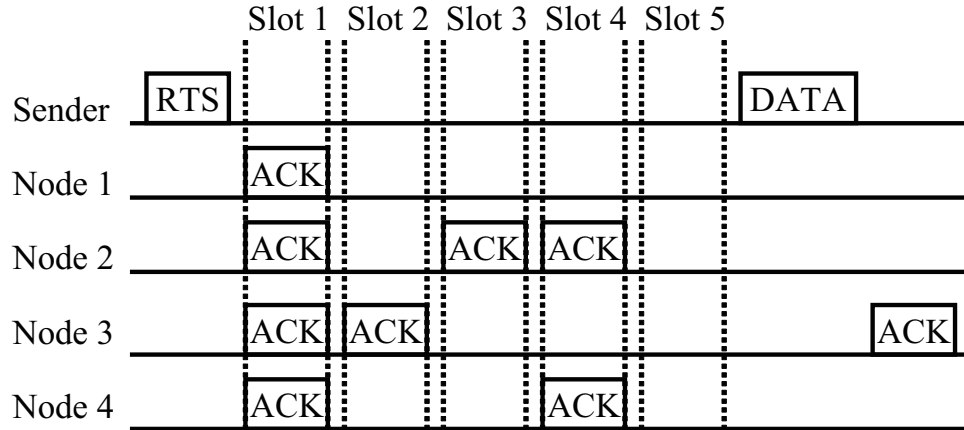 Slot 1 Slot 2 Slot 3 Slot 4 Slot 5
Sender RTS DATA
Node 1 ACK
Node 2 ACK ACK ACK
Node 3 ACK ACK ACK
Node 4 ACK ACK